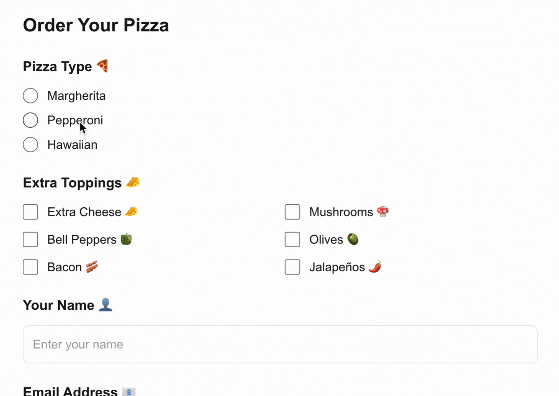 Order Your Pizza
Pizza Type 🍕
Margherita
Pepperoni
Hawaiian
Extra Toppings 🧀
Extra Cheese 🧀
Mushrooms 🍄
Bell Peppers 🫑
Olives 🫒
Bacon 🥓
Jalapeños 🌶️
Your Name 👤
Enter your name
Email Address 📧